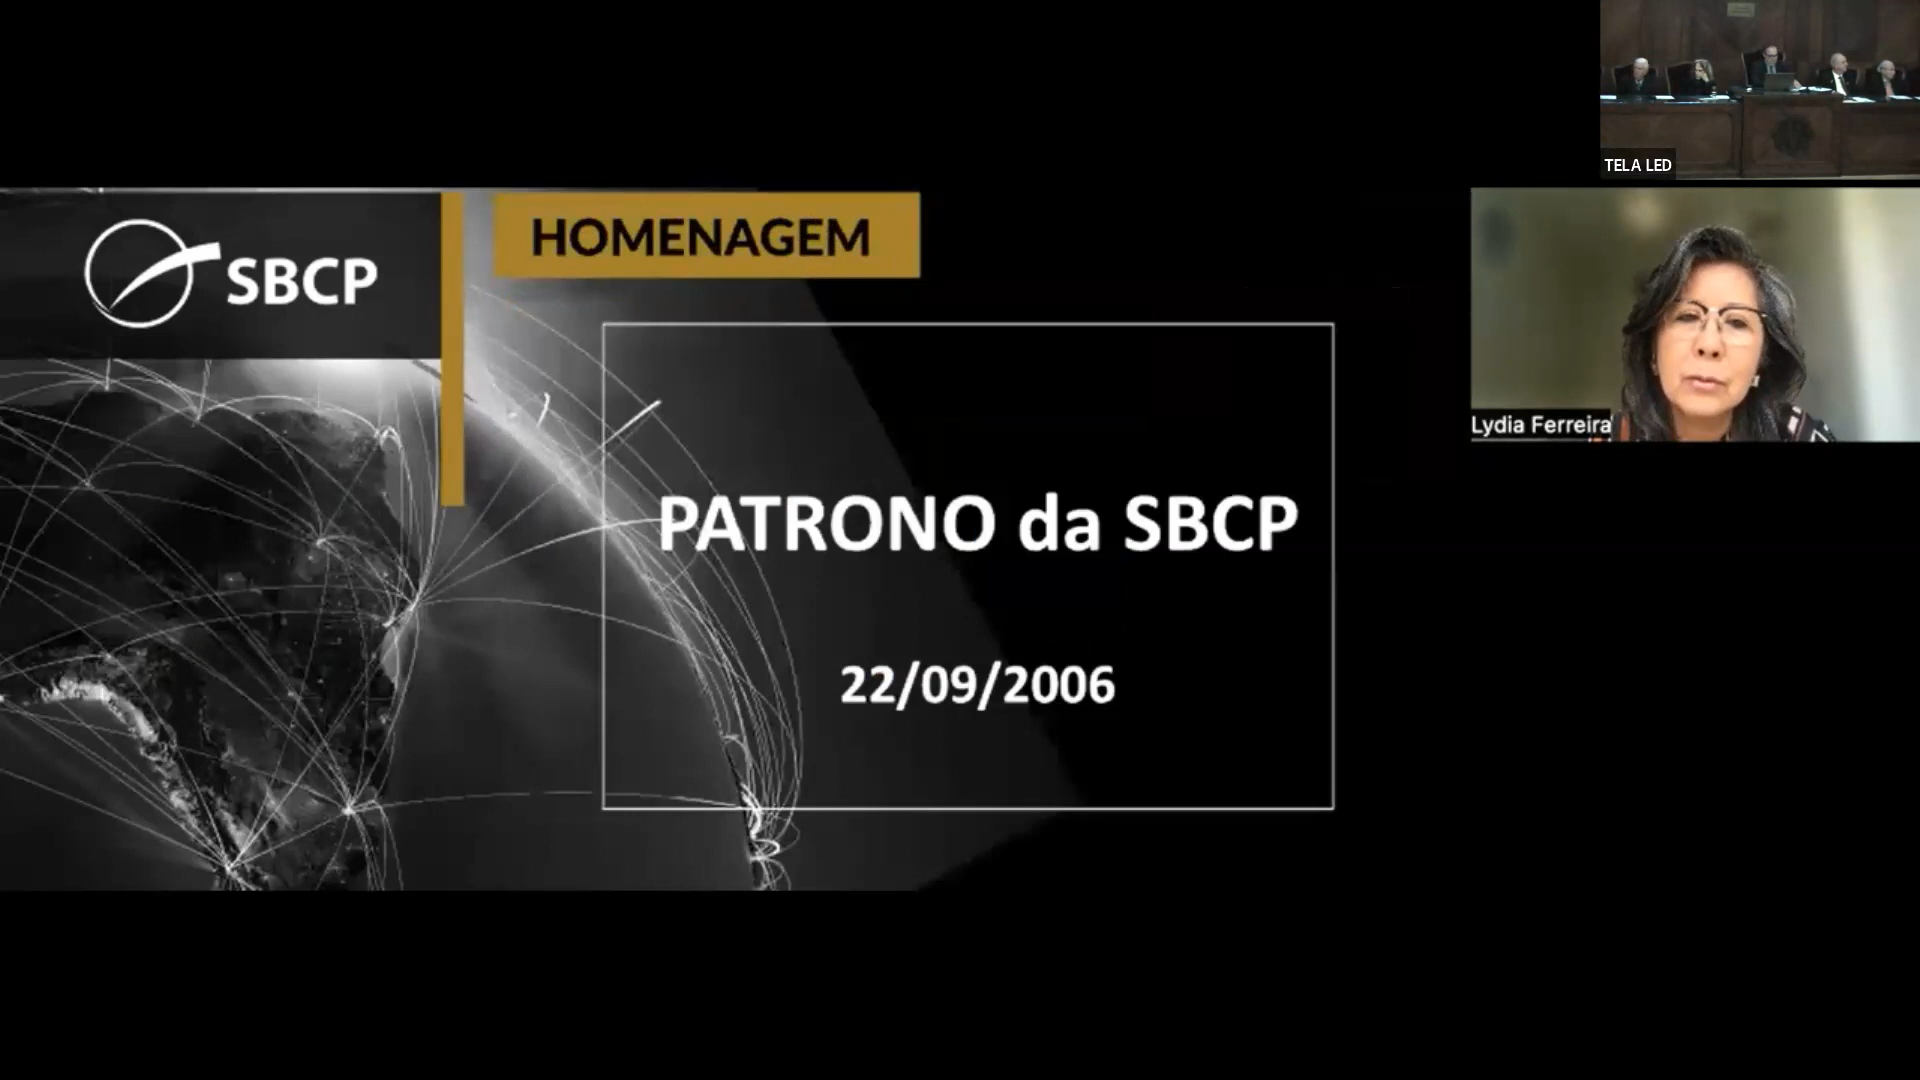 TELA LED
SBCP
HOMENAGEM
Lydia Ferreira
PATRONO da SBCP
22/09/2006